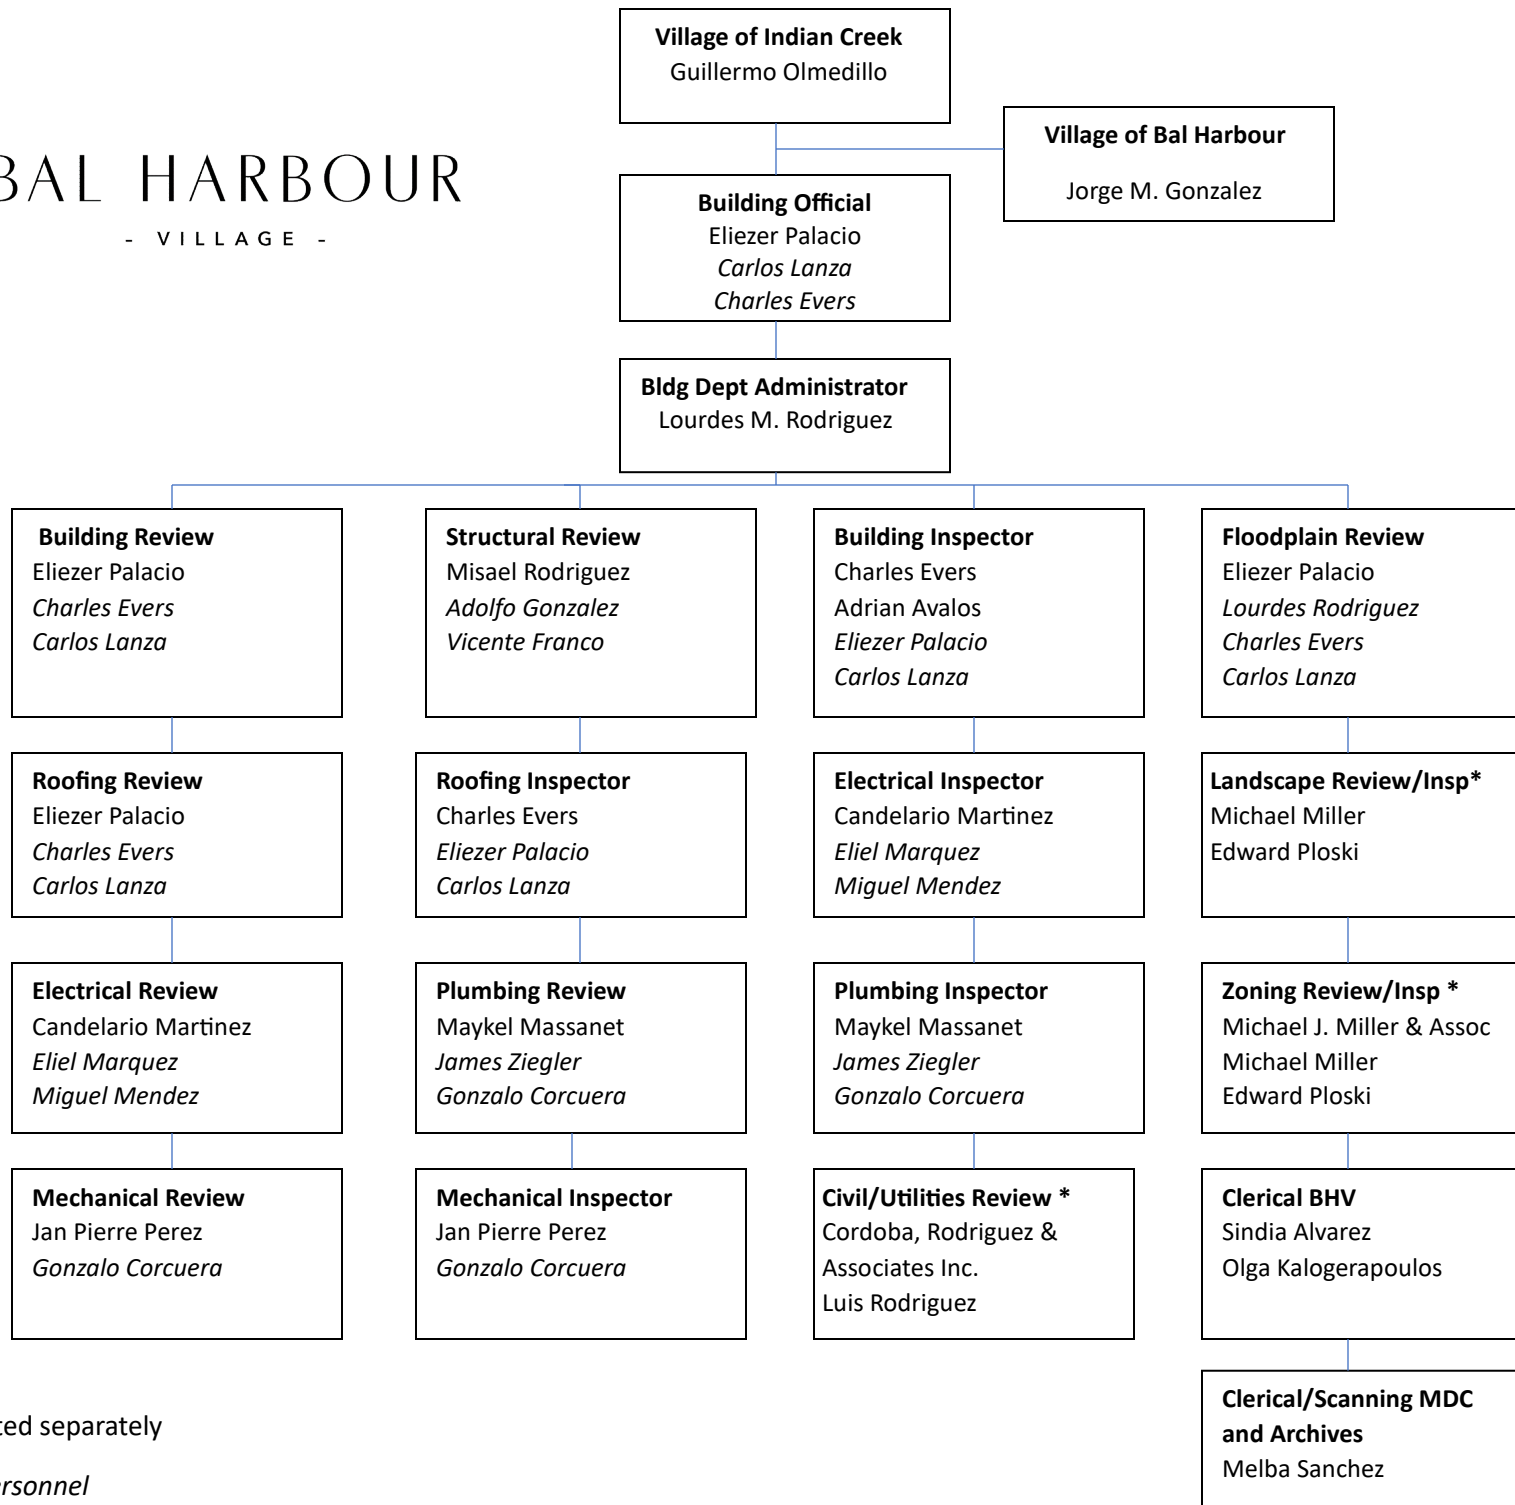 Village of Indian Creek
Guillermo Olmedillo
Village of Bal Harbour
Jorge M. Gonzalez
BAL HARBOUR
- VILLAGE -
Building Official
Eliezer Palacio
Carlos Lanza
Charles Evers
Bldg Dept Administrator
Lourdes M. Rodriguez
Building Review
Eliezer Palacio
Charles Evers
Carlos Lanza
Structural Review
Misael Rodriguez
Adolfo Gonzalez
Vicente Franco
Building Inspector
Charles Evers
Adrian Avalos
Eliezer Palacio
Carlos Lanza
Floodplain Review
Eliezer Palacio
Lourdes Rodriguez
Charles Evers
Carlos Lanza
Roofing Review
Eliezer Palacio
Charles Evers
Carlos Lanza
Roofing Inspector
Charles Evers
Eliezer Palacio
Carlos Lanza
Electrical Inspector
Candelario Martinez
Eliel Marquez
Miguel Mendez
Landscape Review/Insp*
Michael Miller
Edward Ploski
Electrical Review
Candelario Martinez
Eliel Marquez
Miguel Mendez
Plumbing Review
Maykel Massanet
James Ziegler
Gonzalo Corcuera
Plumbing Inspector
Maykel Massanet
James Ziegler
Gonzalo Corcuera
Zoning Review/Insp *
Michael J. Miller & Assoc
Michael Miller
Edward Ploski
Mechanical Review
Jan Pierre Perez
Gonzalo Corcuera
Mechanical Inspector
Jan Pierre Perez
Gonzalo Corcuera
Civil/Utilities Review *
Cordoba, Rodriguez &
Associates Inc.
Luis Rodriguez
Clerical BHV
Sindia Alvarez
Olga Kalogerapoulos
Clerical/Scanning MDC
and Archives
Melba Sanchez
separately